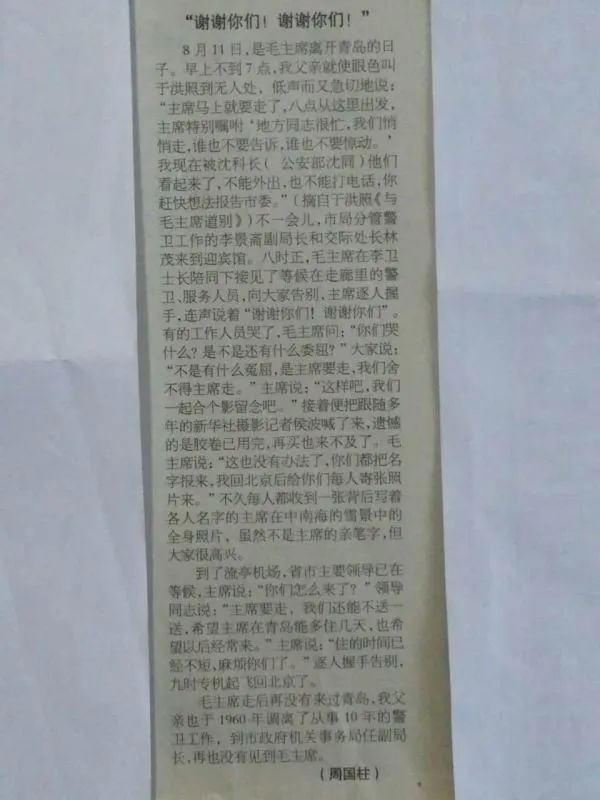 “谢谢你们！谢谢你们！”
8月11日，是毛主席离开青岛的日
子。早上不到7点，我父亲就使眼色叫
于洪照到无人处，低声而又急切地说：
“主席马上就要走了，八点从这里出发，
主席特别嘱咐‘地方同志很忙，我们悄
悄走，谁也不要告诉，谁也不要惊动。’
我现在被沈科长（公安部沈同）他们
看起来了，不能外出，也不能打电话，你
赶快想法报告市委。”（摘自于洪照《与
毛主席道别》）不一会儿，市局分管警
卫工作的李景斋副局长和交际处长林
茂来到迎宾馆。八时正，毛主席在李卫
士长陪同下接见了等候在走廊里的警
卫、服务人员，向大家告别，主席逐人握
手，连声说着“谢谢你们！谢谢你们”。
有的工作人员哭了，毛主席问：“你们哭
什么？是不是还有什么委屈？”大家说：
“不是有什么冤屈，是主席要走，我们舍
不得主席走。”主席说：“这样吧，我们
一起合个影留念吧。”接着便把跟随多
年的新华社摄影记者侯波喊了来，遗憾
的是胶卷已用完，再买也来不及了。毛
主席说：“这也没有办法了，你们都把名
字报来，我回北京后给你们每人寄张照
片来。”不久每人都收到一张背后写着
各人名字的主席在中南海的雪景中的
全身照片，虽然不是主席的亲笔字，但
大家很高兴。
到了流亭机场，省市主要领导已在
等候，主席说：“你们怎么来了？”领导
同志说：“主席要走，我们还能不送一
送，希望主席在青岛能多住几天，也希
望以后经常来。”主席说：“住的时间已
经不短，麻烦你们了。”逐人握手告别，
九时专机起飞回北京了。
毛主席走后再没有来过青岛，我父
亲也于1960年调离了从事10年的警
卫工作，到市政府机关事务局任副局
长，再也没有见到毛主席。
（周国柱）